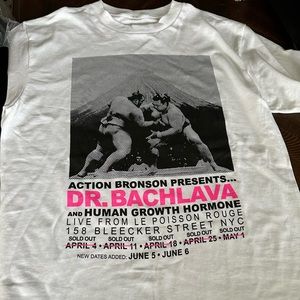 ACTION BRONSON PRESENTS...
DR. BACHLAVA
AND HUMAN GROWTH HORMONE
LIVE FROM LE POISSON ROUGE
158 BLEECKER STREET NYC
SOLD OUT SOLD OUT SOLD OUT SOLD OUT SOLD OUT
APRIL 4 • APRIL 11 • APRIL 18 • APRIL 25 • MAY 1
NEW DATES ADDED: JUNE 5 • JUNE 6